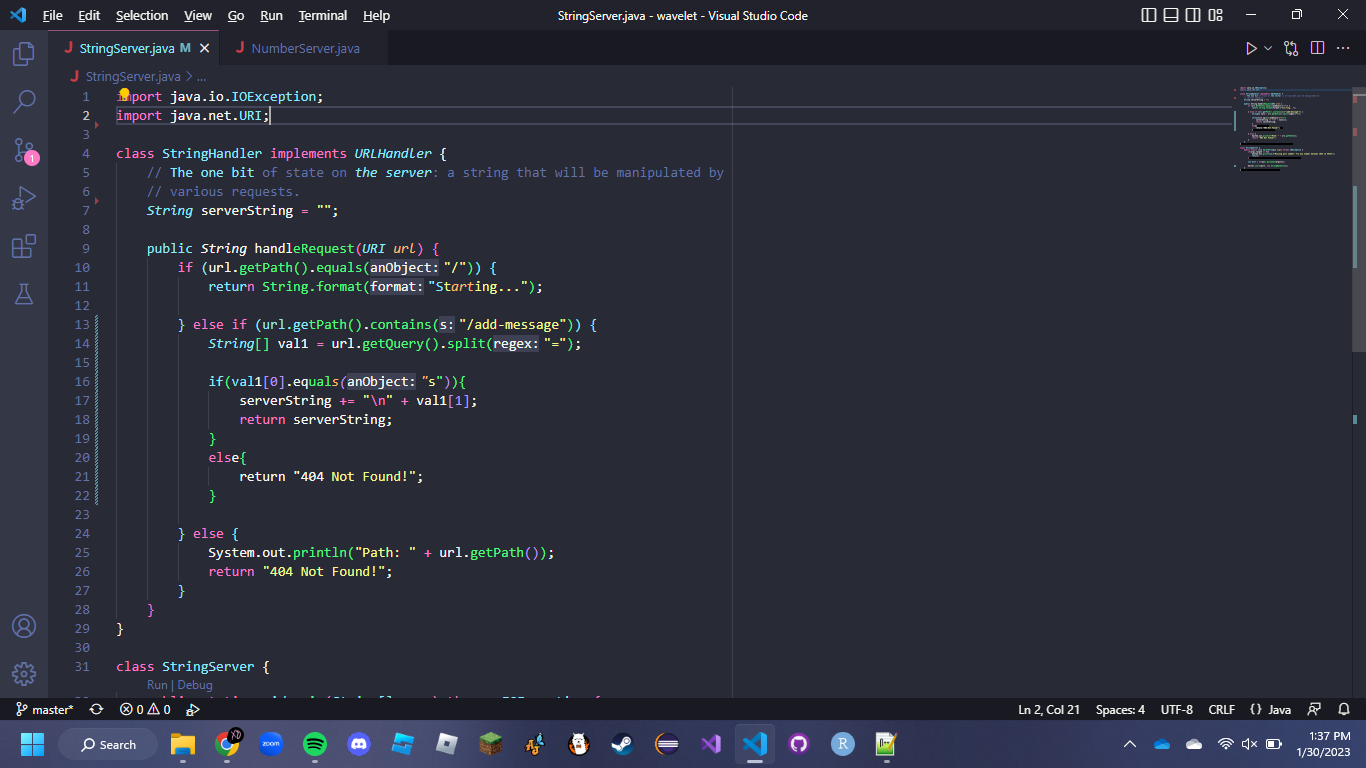 File Edit Selection View Go Run Terminal Help StringServer.java - wavelet - Visual Studio Code
StringServer.java M NumberServer.java
StringServer.java > ...
1 import java.io.IOException;
2 import java.net.URI;
3
4 class StringHandler implements URLHandler {
5 // The one bit of state on the server: a string that will be manipulated by
6 // various requests.
7 String serverString = "";
8
9 public String handleRequest(URI url) {
10 if (url.getPath().equals(anObject: "/")) {
11 return String.format(format: "Starting...");
12
13 } else if (url.getPath().contains(s: "/add-message")) {
14 String[] val1 = url.getQuery().split(regex: "=");
15
16 if(val1[0].equals(anObject: "s")){
17 serverString += "\n" + val1[1];
18 return serverString;
19 }
20 else{
21 return "404 Not Found!";
22 }
23
24 } else {
25 System.out.println("Path: " + url.getPath());
26 return "404 Not Found!";
27 }
28 }
29 }
30
31 class StringServer {
Run | Debug
master* 0 0 Ln 2, Col 21 Spaces: 4 UTF-8 CRLF {} Java
Search zoom XD R 1:37 PM
1/30/2023
1